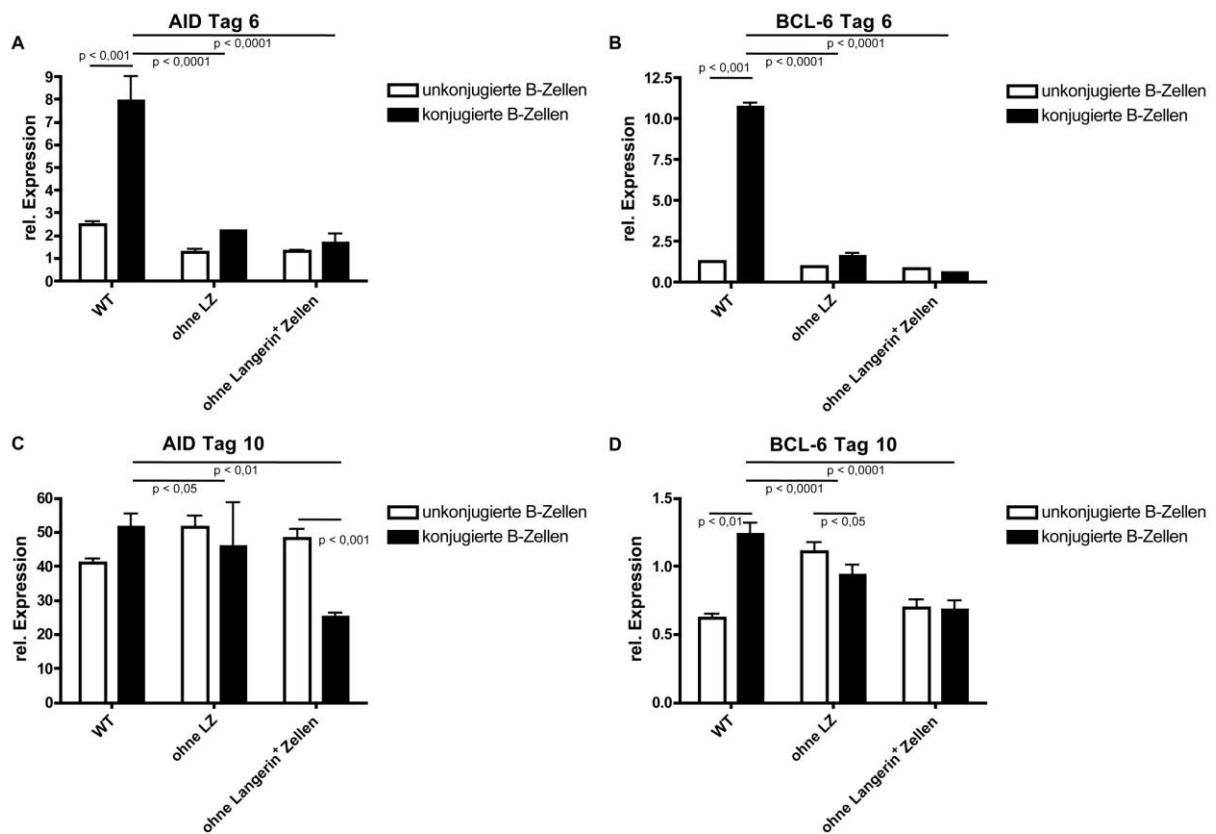 AID Tag 6
A
p < 0,0001
p < 0,001
p < 0,0001
9
8
7
6
5
4
3
2
1
0
rel. Expression
WT
ohne LZ
ohne Langerin⁺ Zellen
unkonjugierte B-Zellen
konjugierte B-Zellen
BCL-6 Tag 6
B
p < 0,0001
p < 0,001
p < 0,0001
12.5
10.0
7.5
5.0
2.5
0.0
rel. Expression
WT
ohne LZ
ohne Langerin⁺ Zellen
unkonjugierte B-Zellen
konjugierte B-Zellen
C
AID Tag 10
p < 0,01
p < 0,05
60
50
40
30
20
10
0
rel. Expression
p < 0,001
WT
ohne LZ
ohne Langerin⁺ Zellen
unkonjugierte B-Zellen
konjugierte B-Zellen
D
BCL-6 Tag 10
p < 0,0001
p < 0,0001
1.5
1.0
0.5
0.0
rel. Expression
p < 0,01
p < 0,05
WT
ohne LZ
ohne Langerin⁺ Zellen
unkonjugierte B-Zellen
konjugierte B-Zellen